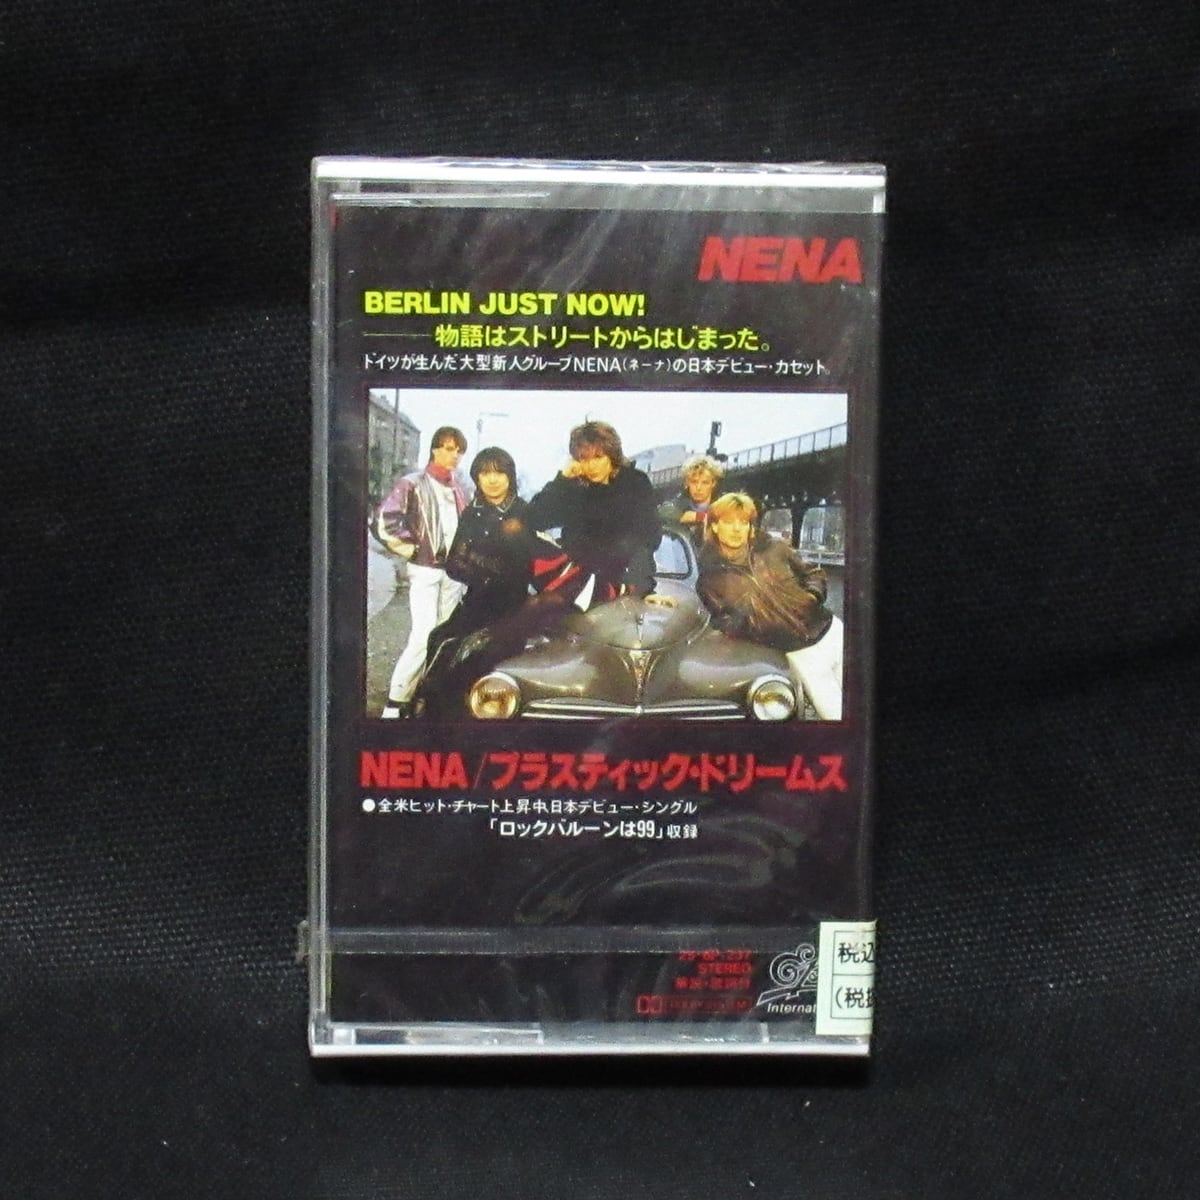 NENA
BERLIN JUST NOW!
――物語はストリートからはじまった。
ドイツが生んだ大型新人グループNENA(ネーナ)の日本デビュー・カセット。
NENA/プラスティック・ドリームス
●全米ヒット・チャート上昇中、日本デビュー・シングル
「ロックバルーンは99」収録
STEREO
税込
(税抜